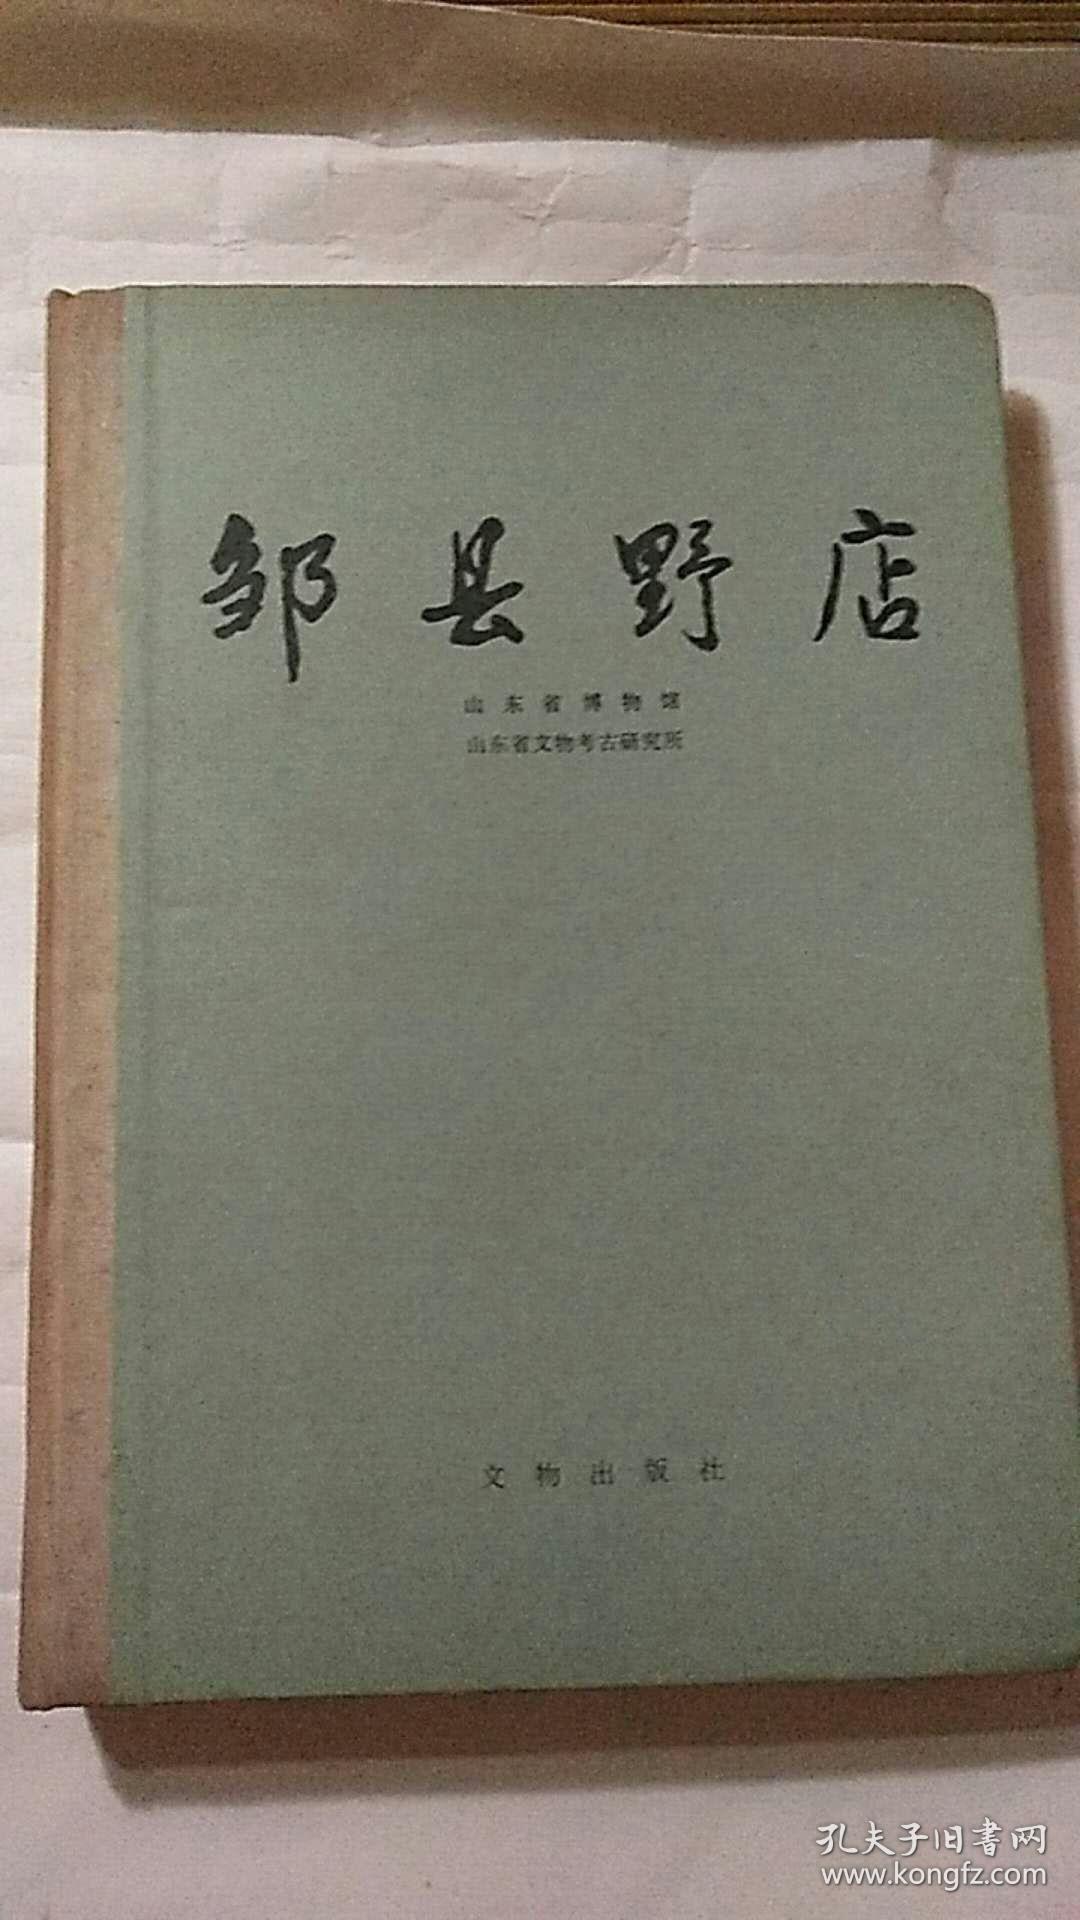 邹县野店
山东省博物馆
山东省文物考古研究所
文物出版社
孔夫子旧書网
www.kongfz.com